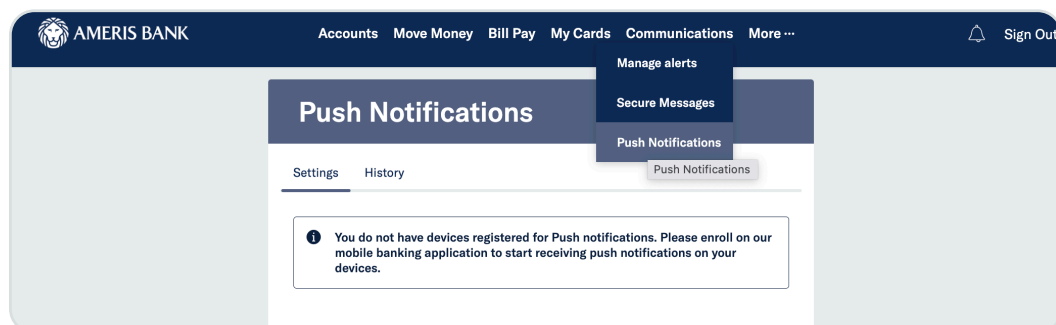 AMERIS BANK
Accounts Move Money Bill Pay My Cards Communications More ···
Sign Out
Manage alerts
Secure Messages
Push Notifications
Push Notifications
Push Notifications
Settings History
You do not have devices registered for Push notifications. Please enroll on our
mobile banking application to start receiving push notifications on your
devices.